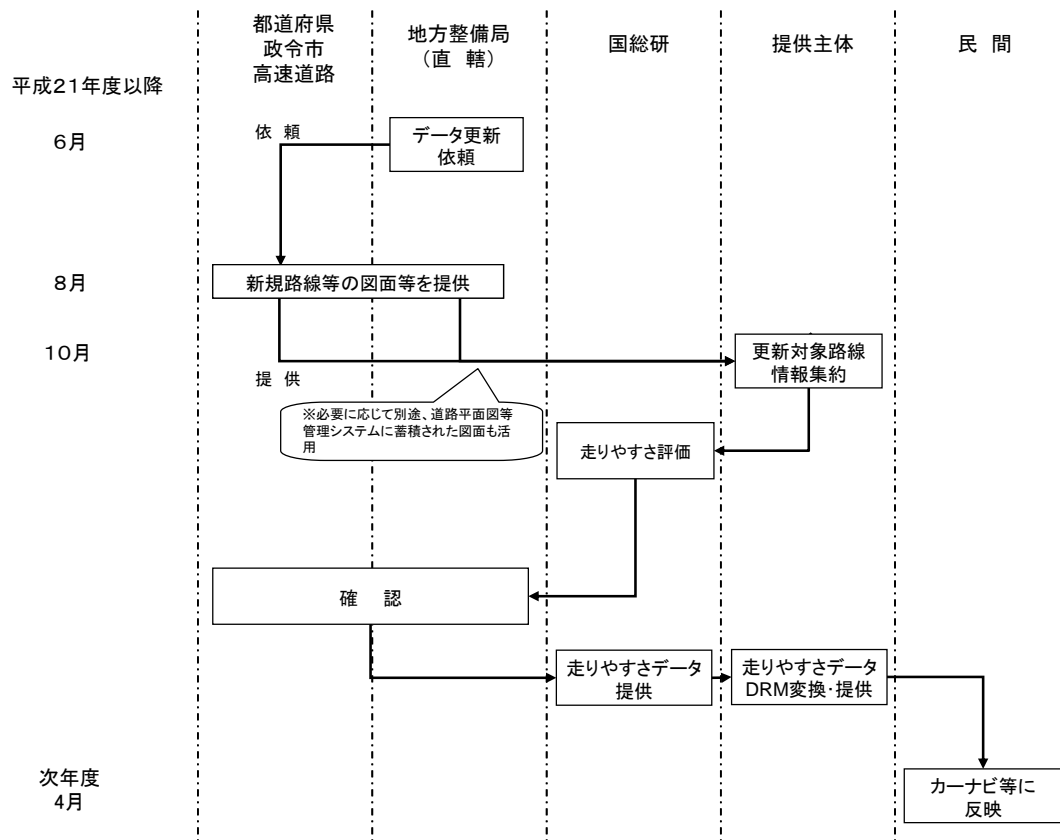 都道府県
政令市
高速道路
地方整備局
（直 轄）
国総研
提供主体
民 間
平成21年度以降
6月
依 頼
データ更新
依頼
8月
新規路線等の図面等を提供
10月
提 供
更新対象路線
情報集約
※必要に応じて別途、道路平面図等
管理システムに蓄積された図面も活
用
走りやすさ評価
確 認
走りやすさデータ
提供
走りやすさデータ
DRM変換・提供
次年度
4月
カーナビ等に
反映